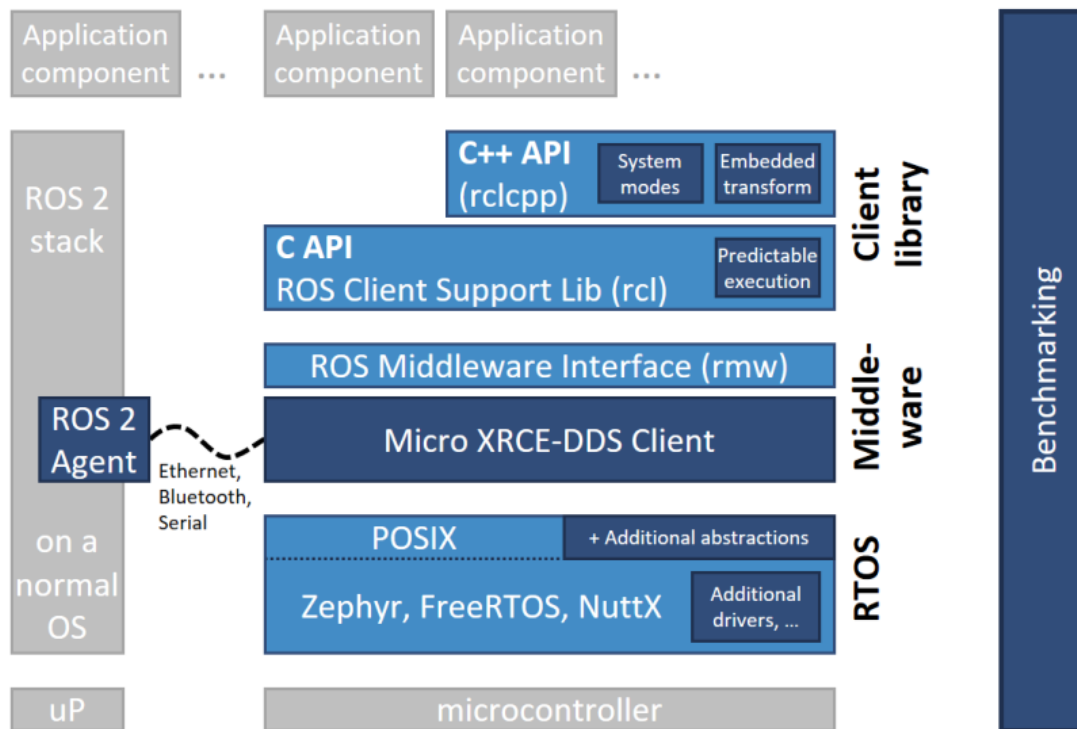 Application
component
...
Application
component
Application
component
...
ROS 2
stack
on a
normal
OS
uP
ROS 2
Agent
Ethernet,
Bluetooth,
Serial
C++ API
(rclcpp)
System
modes
Embedded
transform
C API
ROS Client Support Lib (rcl)
Predictable
execution
Client
library
ROS Middleware Interface (rmw)
Micro XRCE-DDS Client
Middle-
ware
POSIX
+ Additional abstractions
Zephyr, FreeRTOS, NuttX
Additional
drivers, ...
RTOS
microcontroller
Benchmarking